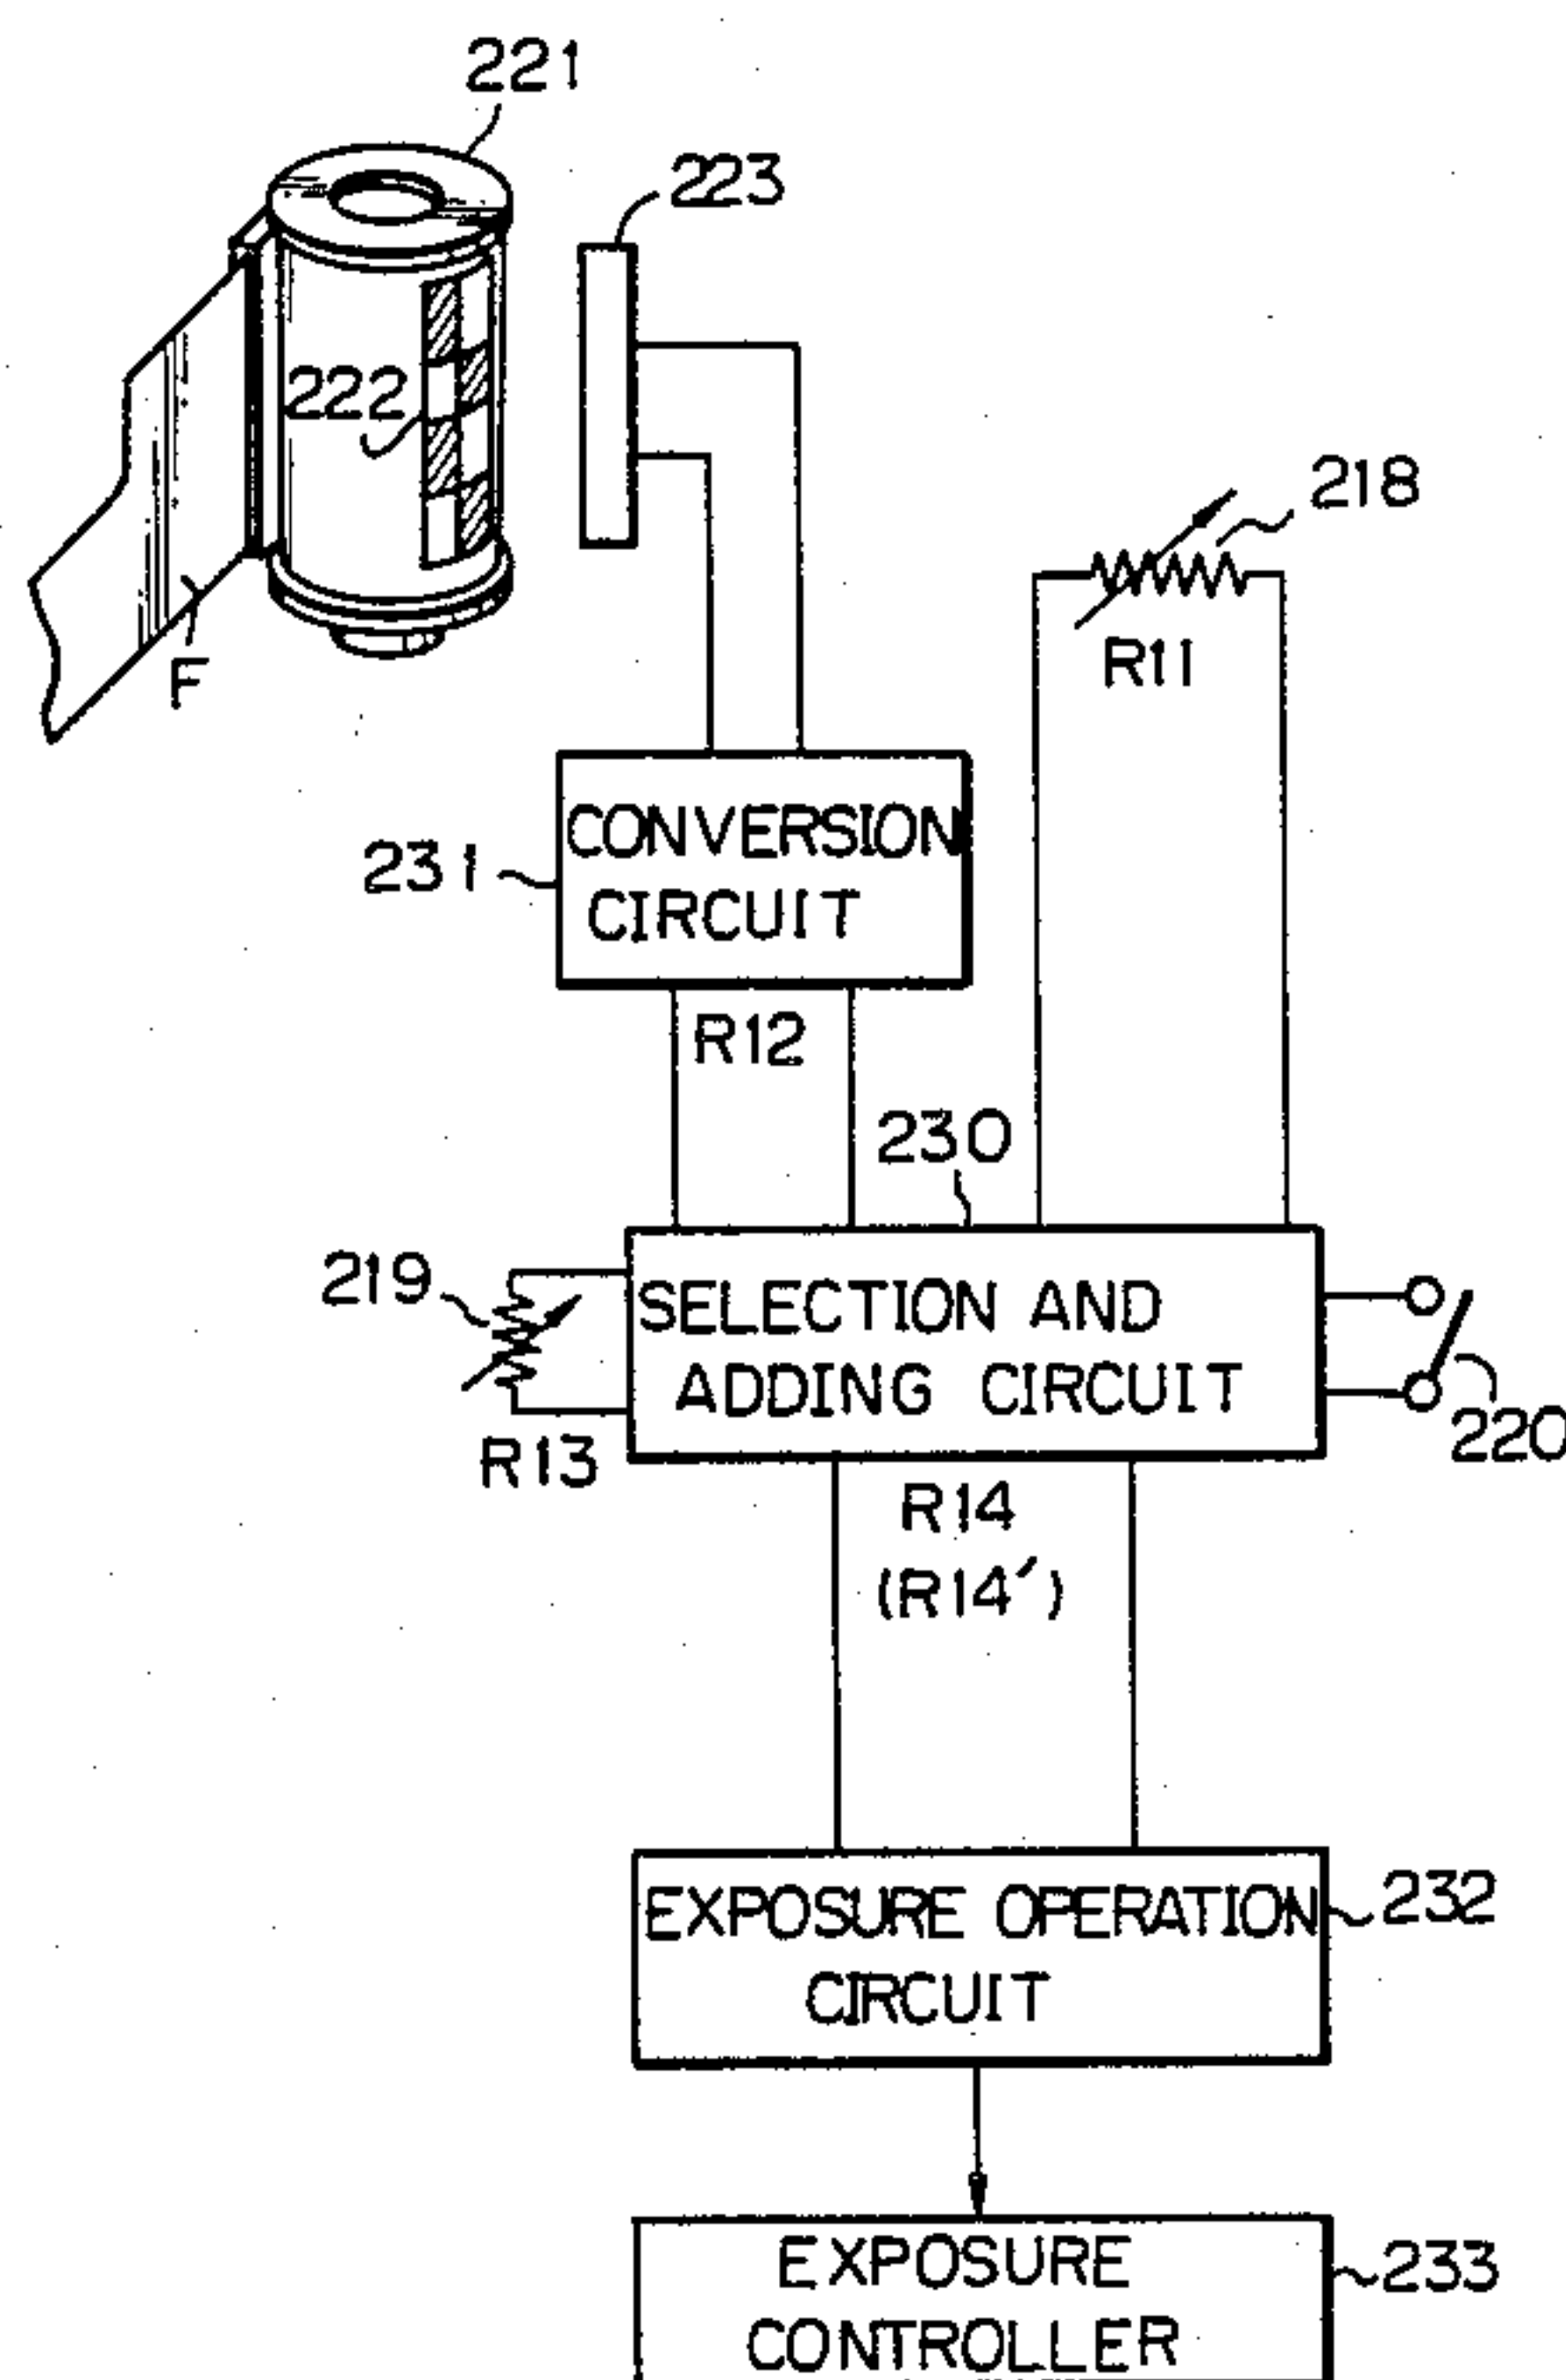 221
223
222
218
F
R11
CONVERSION
231
CIRCUIT
R12
230
219
SELECTION AND
ADDING CIRCUIT
220
R13
R14
(R14')
EXPOSURE OPERATION
232
CIRCUIT
EXPOSURE
233
CONTROLLER